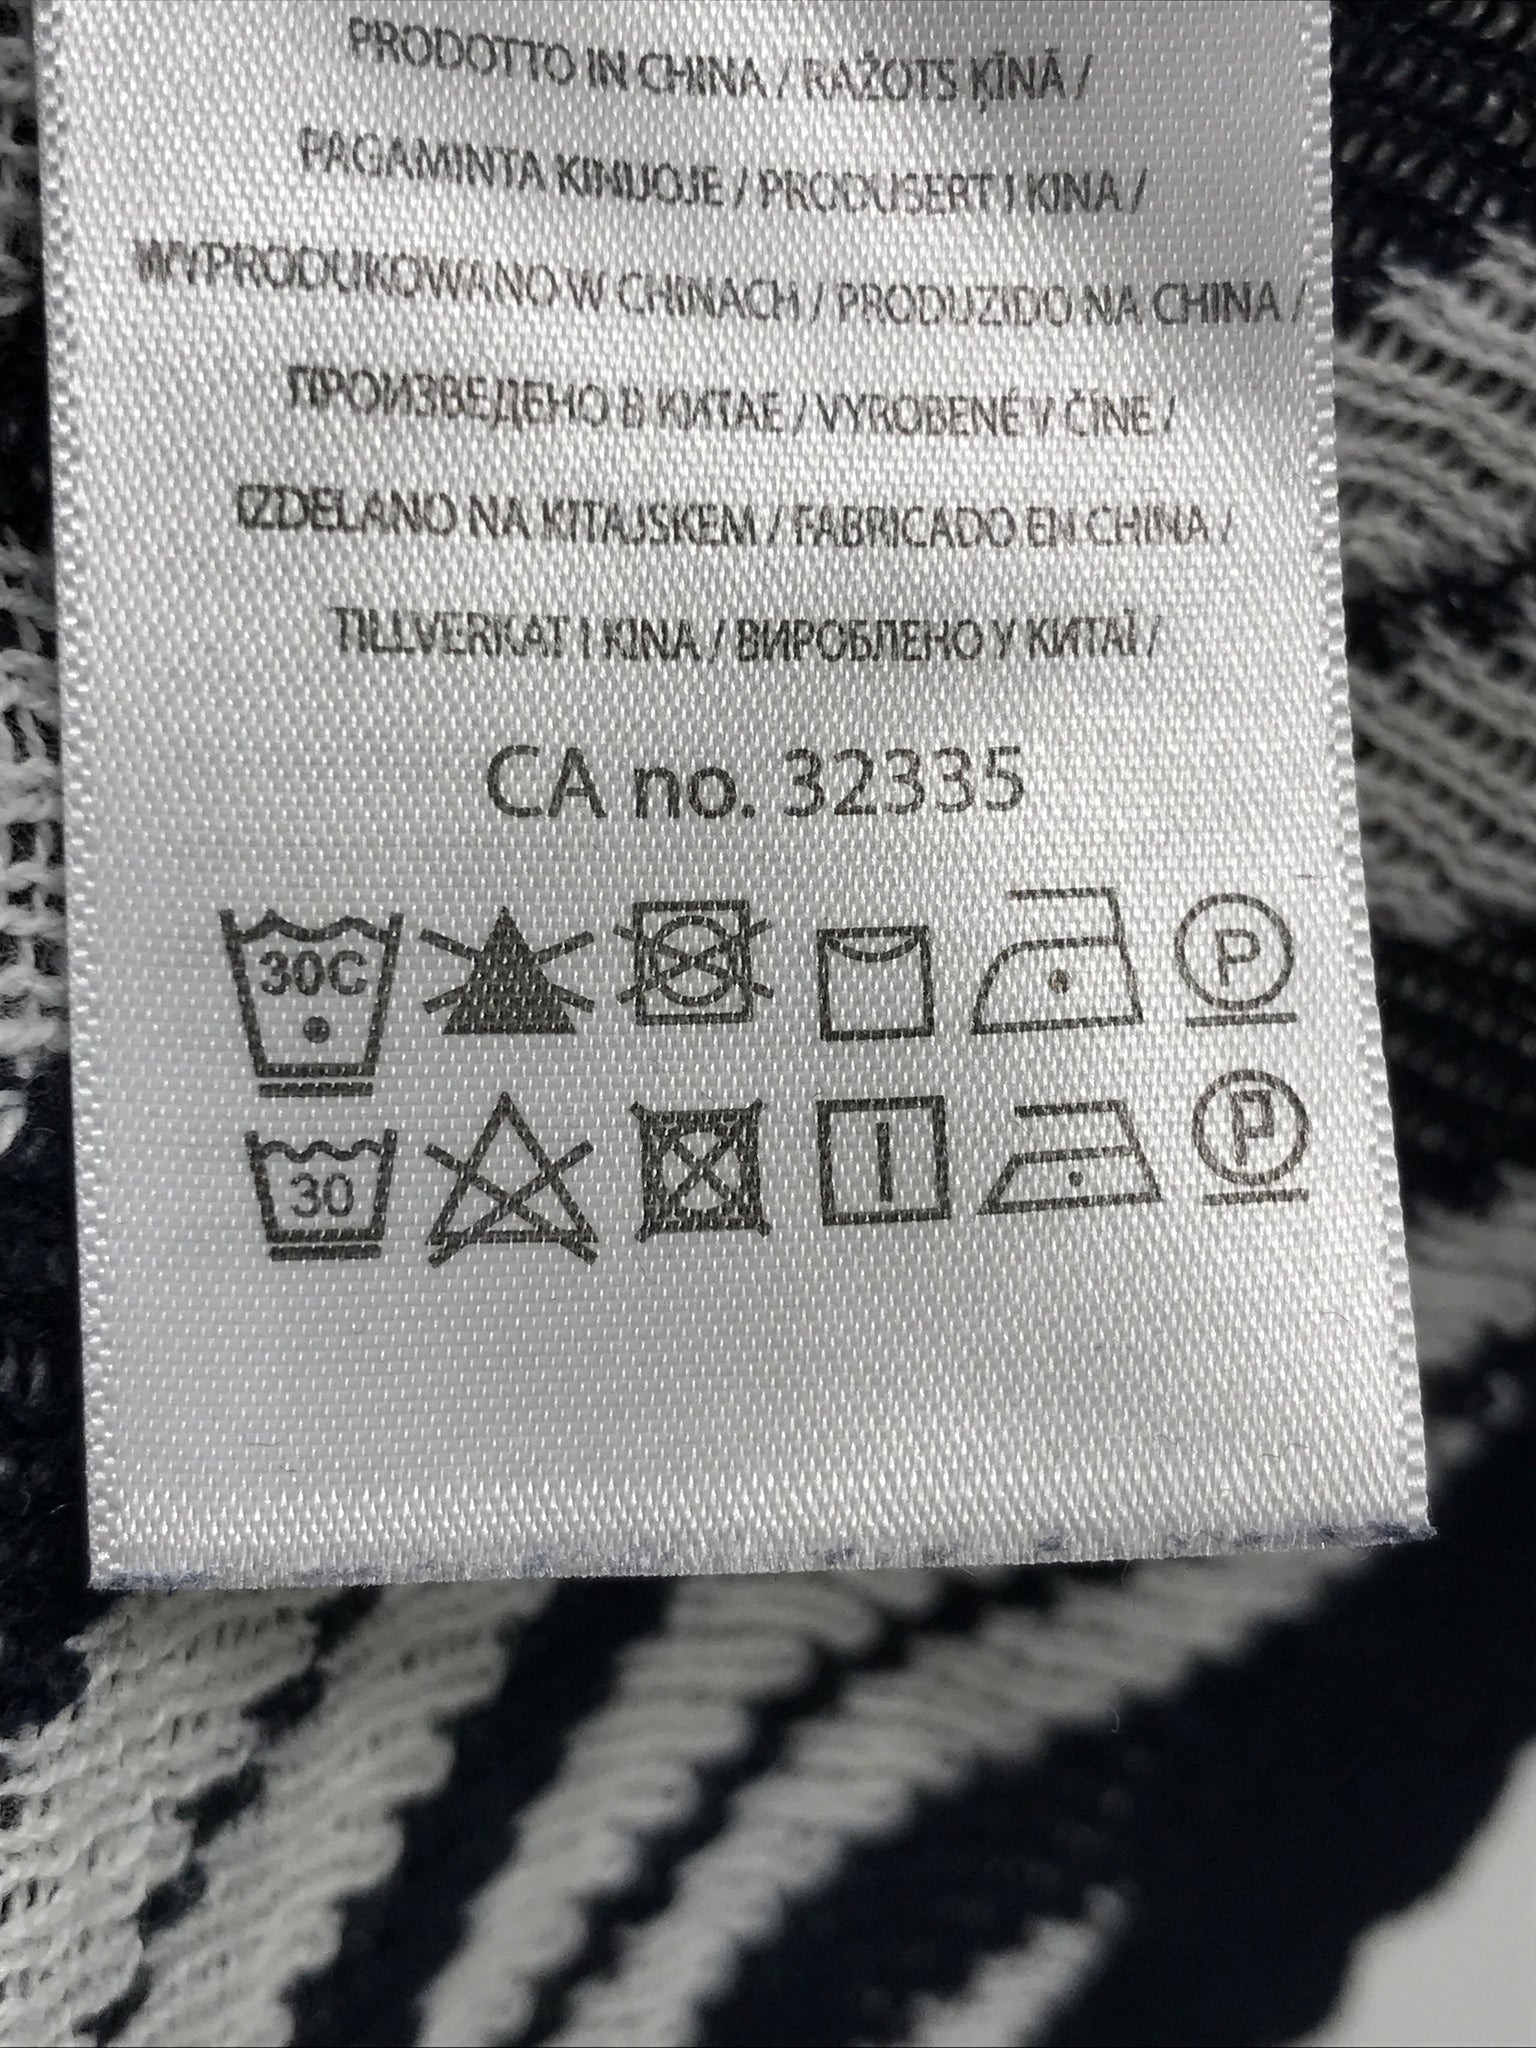 PRODOTTO IN CHINA / RAŽOTS ĶĪNĀ /
PAGAMINTA KINIJOJE / PRODUSERT I KINA /
WYPRODUKOWANO W CHINACH / PRODUZIDO NA CHINA /
ПРОИЗВЕДЕНО В КИТАЕ / VYROBENÉ V ČÍNE /
IZDELANO NA KITAJSKEM / FABRICADO EN CHINA /
TILLVERKAT I KINA / ВИРОБЛЕНО У КИТАЇ /
CA no. 32335
30C P
30 P